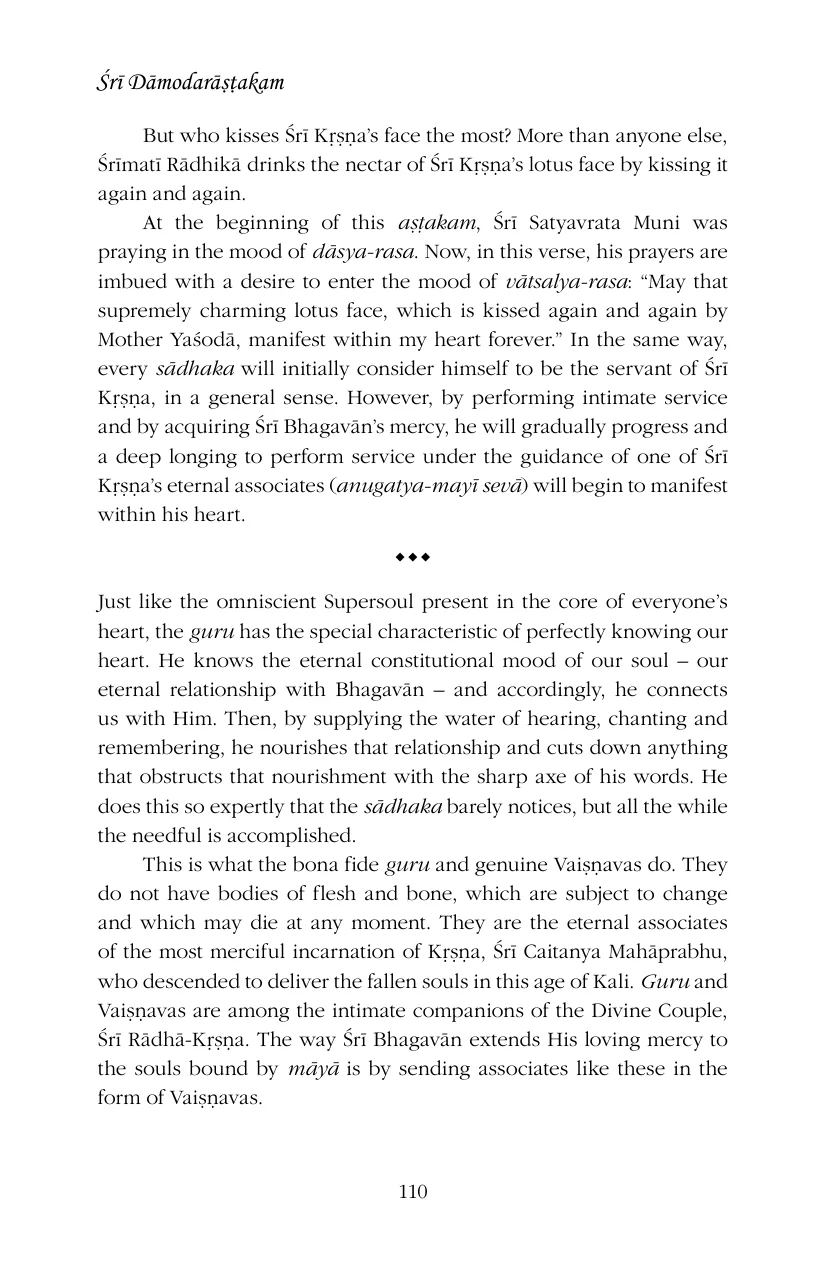 Śrī Dāmodarāṣṭakam
But who kisses Śrī Kṛṣṇa’s face the most? More than anyone else,
Śrīmatī Rādhikā drinks the nectar of Śrī Kṛṣṇa’s lotus face by kissing it
again and again.
At the beginning of this aṣṭakam, Śrī Satyavrata Muni was
praying in the mood of dāsya-rasa. Now, in this verse, his prayers are
imbued with a desire to enter the mood of vātsalya-rasa: “May that
supremely charming lotus face, which is kissed again and again by
Mother Yaśodā, manifest within my heart forever.” In the same way,
every sādhaka will initially consider himself to be the servant of Śrī
Kṛṣṇa, in a general sense. However, by performing intimate service
and by acquiring Śrī Bhagavān’s mercy, he will gradually progress and
a deep longing to perform service under the guidance of one of Śrī
Kṛṣṇa’s eternal associates (anugatya-mayī sevā) will begin to manifest
within his heart.
◆◆◆
Just like the omniscient Supersoul present in the core of everyone’s
heart, the guru has the special characteristic of perfectly knowing our
heart. He knows the eternal constitutional mood of our soul – our
eternal relationship with Bhagavān – and accordingly, he connects
us with Him. Then, by supplying the water of hearing, chanting and
remembering, he nourishes that relationship and cuts down anything
that obstructs that nourishment with the sharp axe of his words. He
does this so expertly that the sādhaka barely notices, but all the while
the needful is accomplished.
This is what the bona fide guru and genuine Vaiṣṇavas do. They
do not have bodies of flesh and bone, which are subject to change
and which may die at any moment. They are the eternal associates
of the most merciful incarnation of Kṛṣṇa, Śrī Caitanya Mahāprabhu,
who descended to deliver the fallen souls in this age of Kali. Guru and
Vaiṣṇavas are among the intimate companions of the Divine Couple,
Śrī Rādhā-Kṛṣṇa. The way Śrī Bhagavān extends His loving mercy to
the souls bound by māyā is by sending associates like these in the
form of Vaiṣṇavas.
110